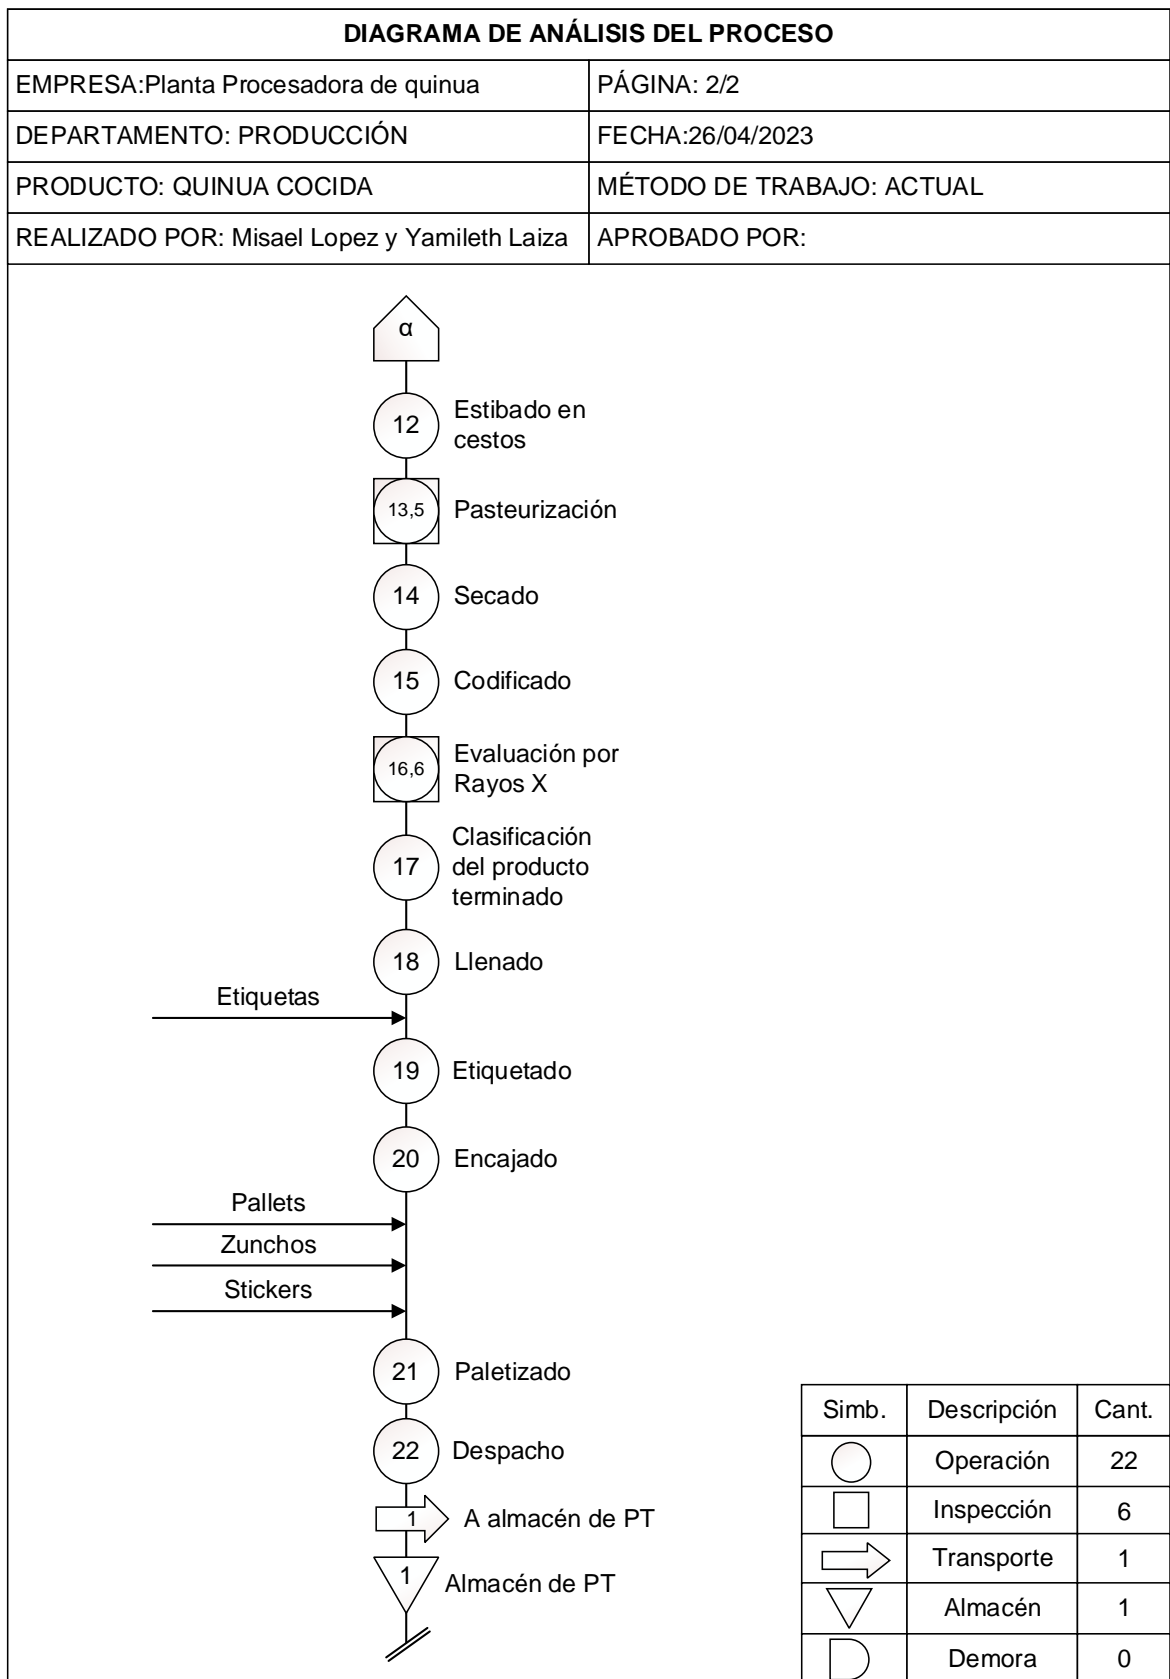 DIAGRAMA DE ANÁLISIS DEL PROCESO
EMPRESA:Planta Procesadora de quinua
PÁGINA: 2/2
DEPARTAMENTO: PRODUCCIÓN
FECHA:26/04/2023
PRODUCTO: QUINUA COCIDA
MÉTODO DE TRABAJO: ACTUAL
REALIZADO POR: Misael Lopez y Yamileth Laiza
APROBADO POR:
α
12
Estibado en
cestos
13,5
Pasteurización
14
Secado
15
Codificado
16,6
Evaluación por
Rayos X
17
Clasificación
del producto
terminado
18
Llenado
Etiquetas
19
Etiquetado
20
Encajado
Pallets
Zunchos
Stickers
21
Paletizado
22
Despacho
1
A almacén de PT
1
Almacén de PT
Simb. Descripción Cant.
Operación 22
Inspección 6
Transporte 1
Almacén 1
Demora 0